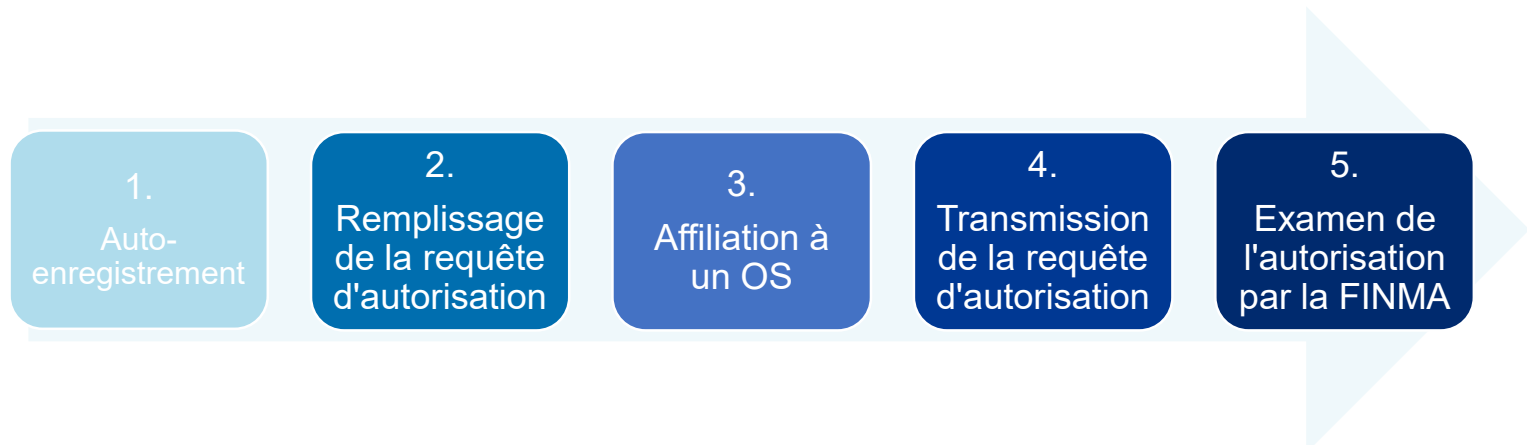 1.
Auto-
enregistrement
2.
Remplissage
de la requête
d'autorisation
3.
Affiliation à
un OS
4.
Transmission
de la requête
d'autorisation
5.
Examen de
l'autorisation
par la FINMA